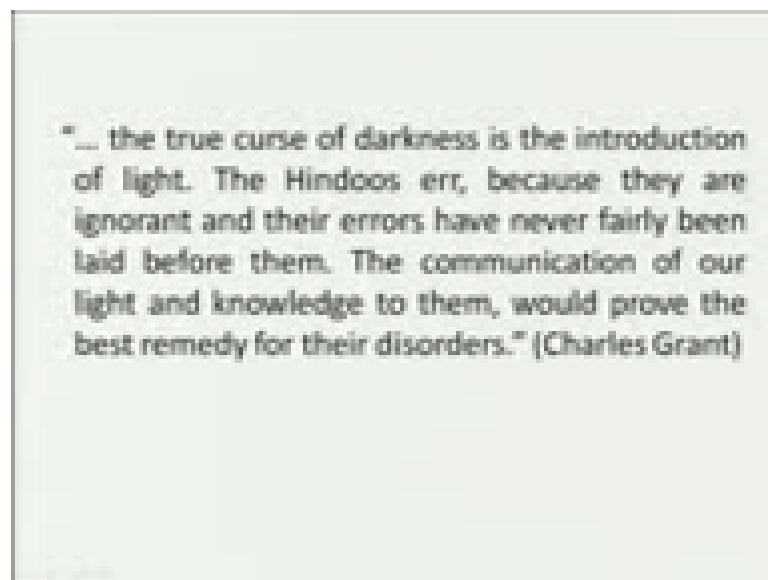 "... the true curse of darkness is the introduction
of light. The Hindoos err, because they are
ignorant and their errors have never fairly been
laid before them. The communication of our
light and knowledge to them, would prove the
best remedy for their disorders." (Charles Grant)